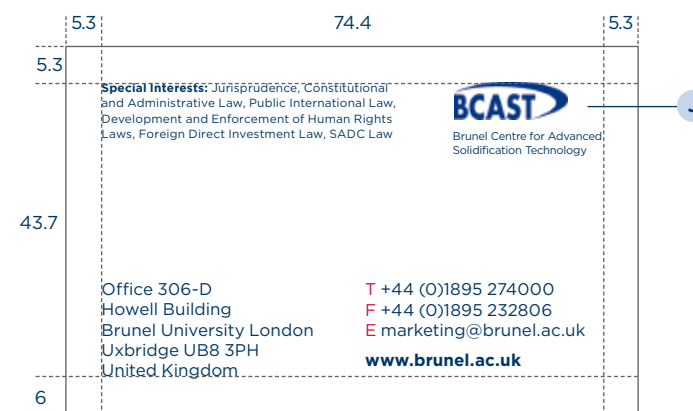 5.3 74.4 5.3
5.3
Special Interests: Jurisprudence, Constitutional
and Administrative Law, Public International Law,
Development and Enforcement of Human Rights
Laws, Foreign Direct Investment Law, SADC Law
BCAST
Brunel Centre for Advanced
Solidification Technology
43.7
Office 306-D
Howell Building
Brunel University London
Uxbridge UB8 3PH
United Kingdom
T +44 (0)1895 274000
F +44 (0)1895 232806
E marketing@brunel.ac.uk
www.brunel.ac.uk
6